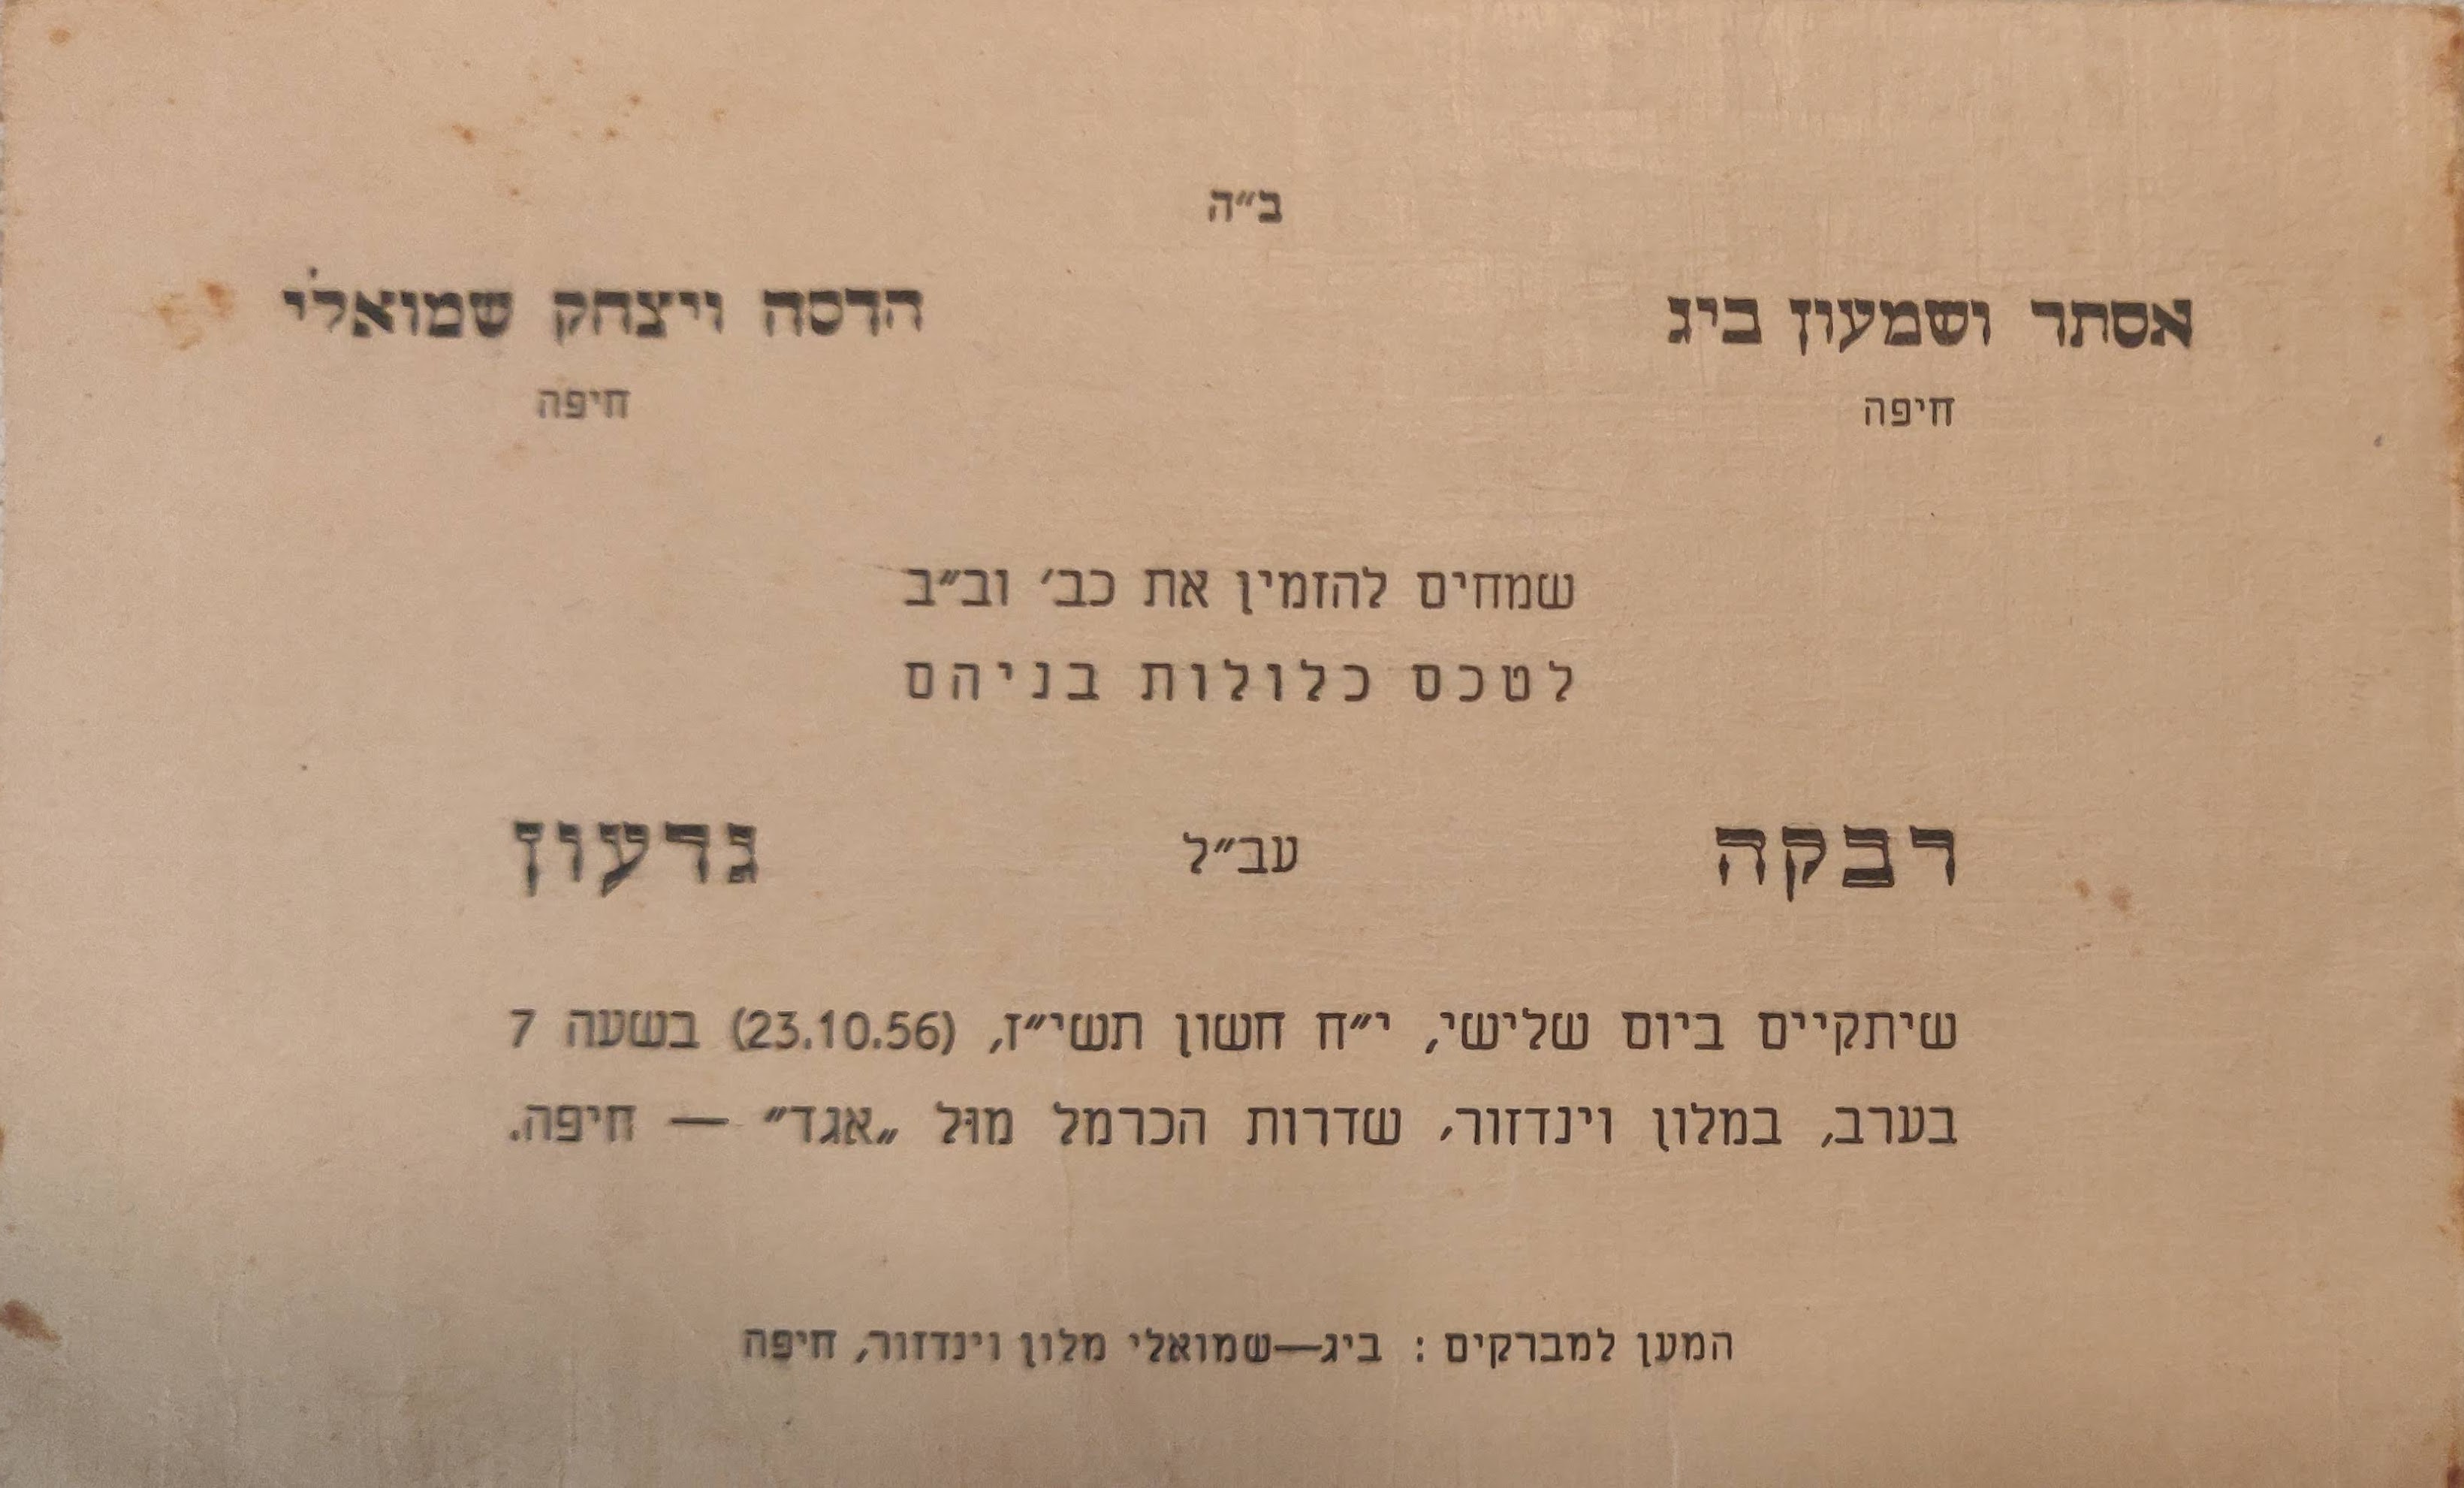 ב״ה
אסתר ושמעון ביג הדסה ויצחק שמואלי
חיפה חיפה
שמחים להזמין את כב׳ וב״ב
לטכס כלולות בניהם
רבקה עב״ל גדעון
שיתקיים ביום שלישי, י״ח חשון תשי״ז, (23.10.56) בשעה 7
בערב, במלון וינדזור, שדרות הכרמל מול „אגד״ — חיפה.
המען למברקים : ביג—שמואלי מלון וינדזור, חיפה